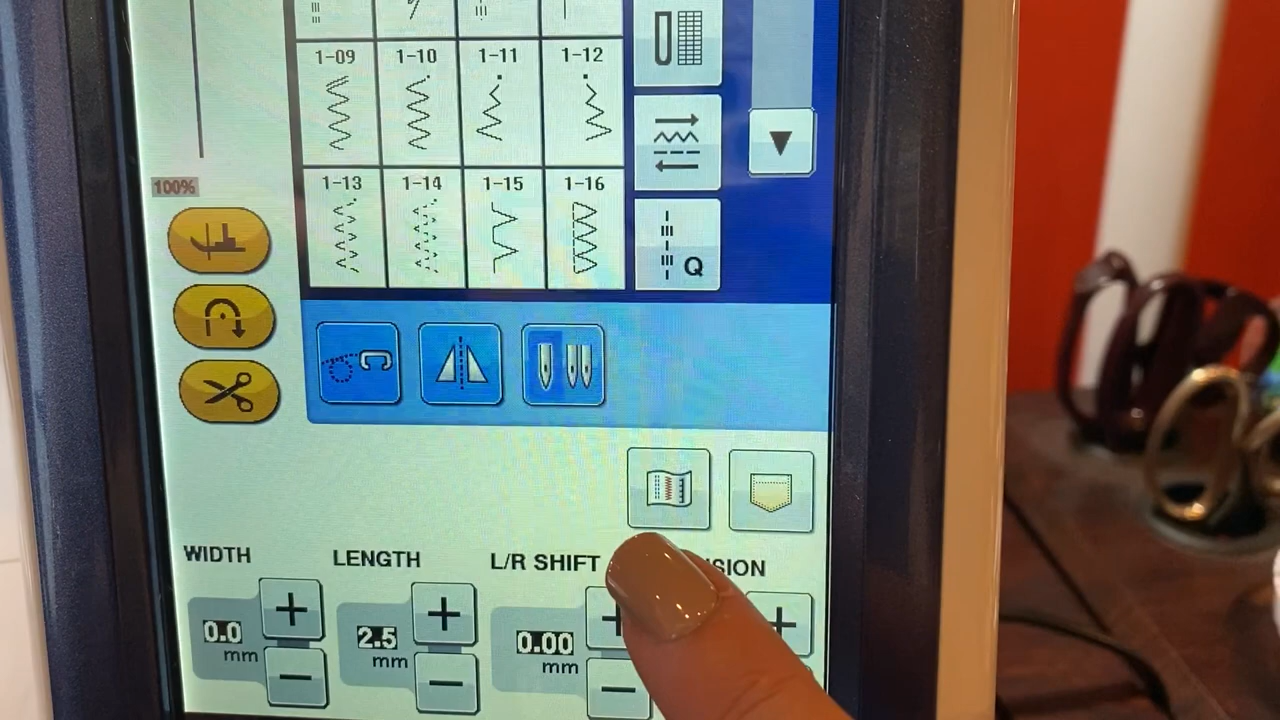 1-09 1-10 1-11 1-12
100%
1-13 1-14 1-15 1-16
Q
WIDTH LENGTH L/R SHIFT SION
0.0 mm 2.5 mm 0.00 mm